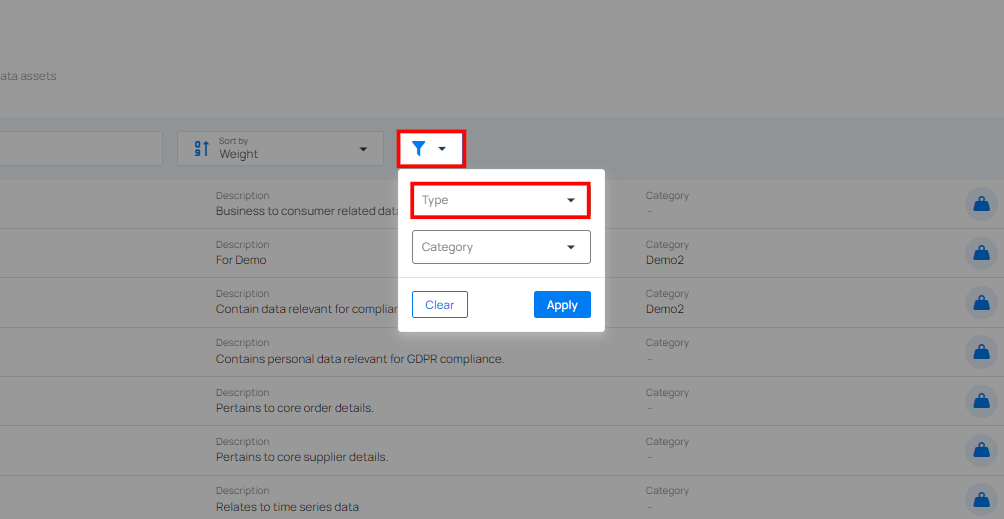 ata assets
Sort by
Weight
Type
Category
Clear
Apply
Description
Business to consumer related data
Category
--
Description
For Demo
Category
Demo2
Description
Contain data relevant for complian
Category
Demo2
Description
Contains personal data relevant for GDPR compliance.
Category
--
Description
Pertains to core order details.
Category
--
Description
Pertains to core supplier details.
Category
--
Description
Relates to time series data
Category
--